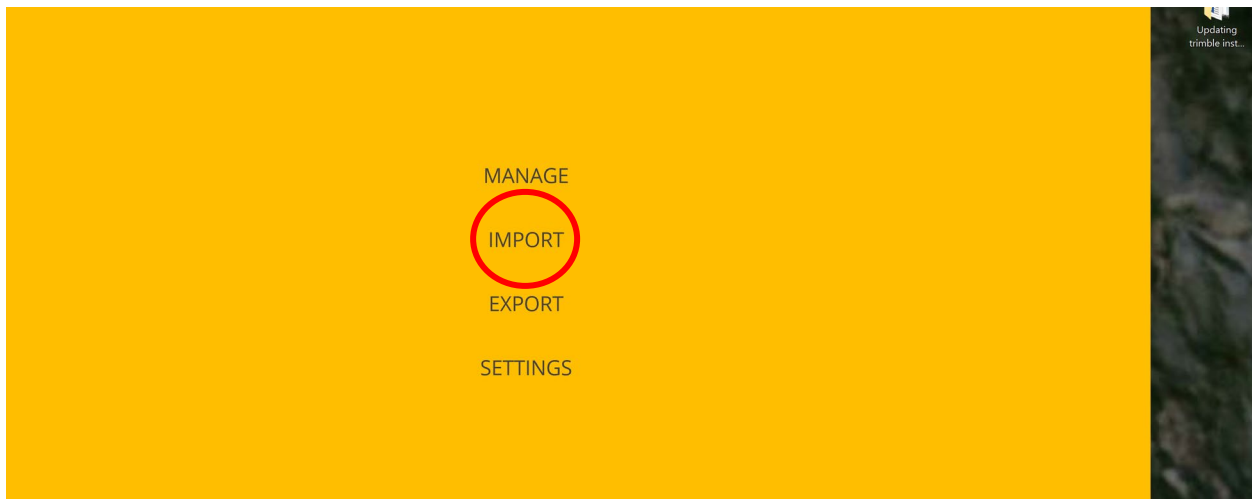 Updating
trimble inst...
MANAGE
IMPORT
EXPORT
SETTINGS